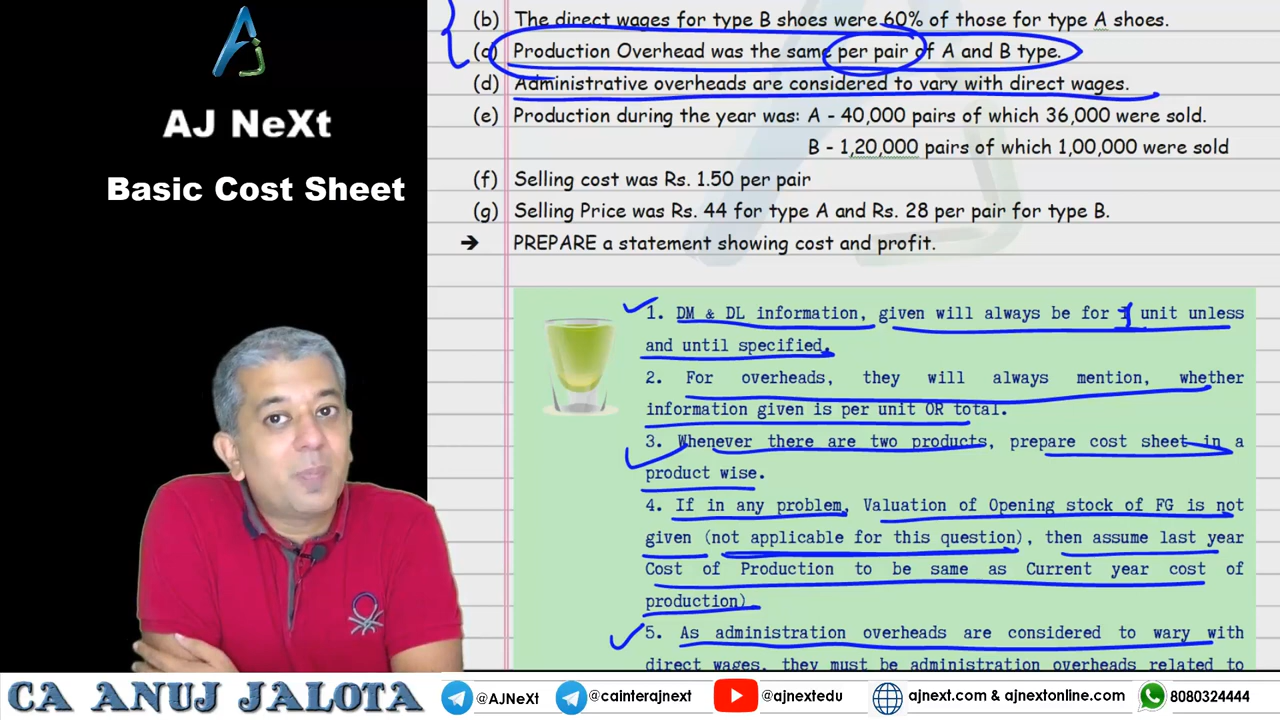 AJ NeXt
Basic Cost Sheet
(b) The direct wages for type B shoes were 60% of those for type A shoes.
(c) Production Overhead was the same per pair of A and B type.
(d) Administrative overheads are considered to vary with direct wages.
(e) Production during the year was: A - 40,000 pairs of which 36,000 were sold.
B - 1,20,000 pairs of which 1,00,000 were sold
(f) Selling cost was Rs. 1.50 per pair
(g) Selling Price was Rs. 44 for type A and Rs. 28 per pair for type B.
➔ PREPARE a statement showing cost and profit.
1. DM & DL information, given will always be for 1 unit unless
and until specified.
2. For overheads, they will always mention, whether
information given is per unit OR total.
3. Whenever there are two products, prepare cost sheet in a
product wise.
4. If in any problem, Valuation of Opening stock of FG is not
given (not applicable for this question), then assume last year
Cost of Production to be same as Current year cost of
production)
5. As administration overheads are considered to wary with
direct wages, they must be administration overheads related to
CA ANUJ JALOTA @AJNeXt @cainterajnext @ajnextedu ajnext.com & ajnextonline.com 8080324444